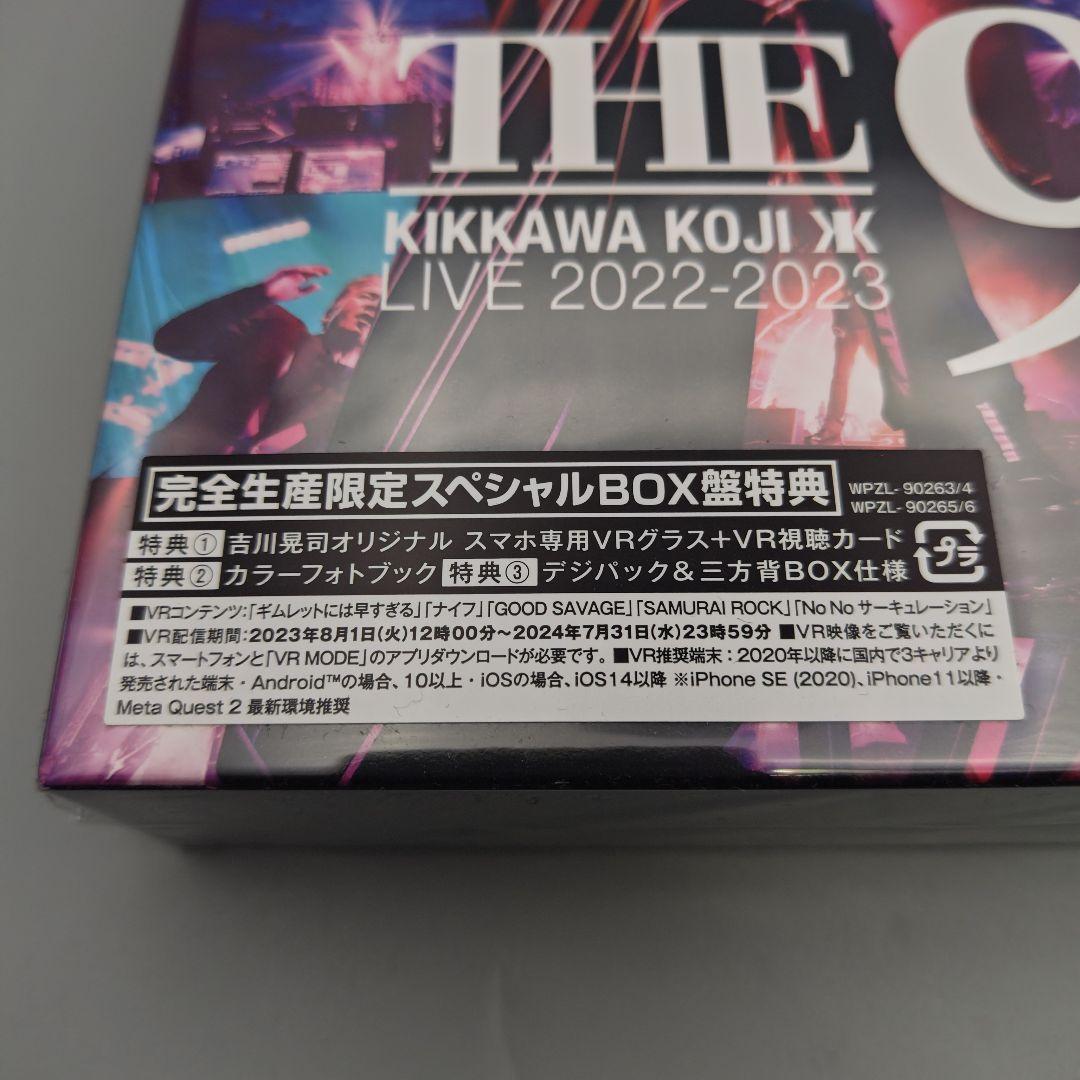 THE 9
KIKKAWA KOJI K
LIVE 2022-2023
完全生産限定スペシャルBOX盤特典 WPZL- 90263/4
WPZL- 90265/6
特典① 吉川晃司オリジナル スマホ専用VRグラス+VR視聴カード
特典② カラーフォトブック 特典③ デジパック&三方背BOX仕様
プラ
■VRコンテンツ:「ギムレットには早すぎる」「ナイフ」「GOOD SAVAGE」「SAMURAI ROCK」「No No サーキュレーション」
■VR配信期間:2023年8月1日(火)12時00分~2024年7月31日(水)23時59分 ■VR映像をご覧いただくに
は、スマートフォンと「VR MODE」のアプリダウンロードが必要です。 ■VR推奨端末:2020年以降に国内で3キャリアより
発売された端末・Android™の場合、10以上・iOSの場合、iOS14以降 ※iPhone SE (2020)、iPhone11以降・
Meta Quest 2 最新環境推奨